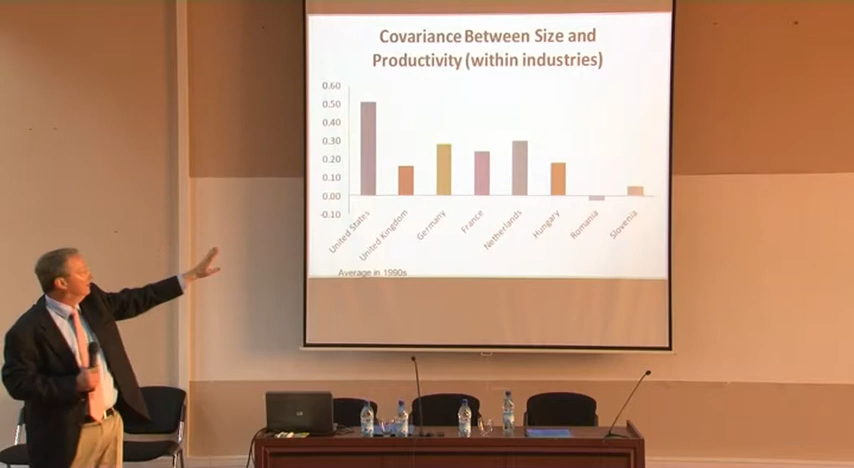 Covariance Between Size and
Productivity (within industries)
0.60
0.50
0.40
0.30
0.20
0.10
0.00
-0.10
United States
United Kingdom
Germany
France
Netherlands
Hungary
Romania
Slovenia
Average in 1990s